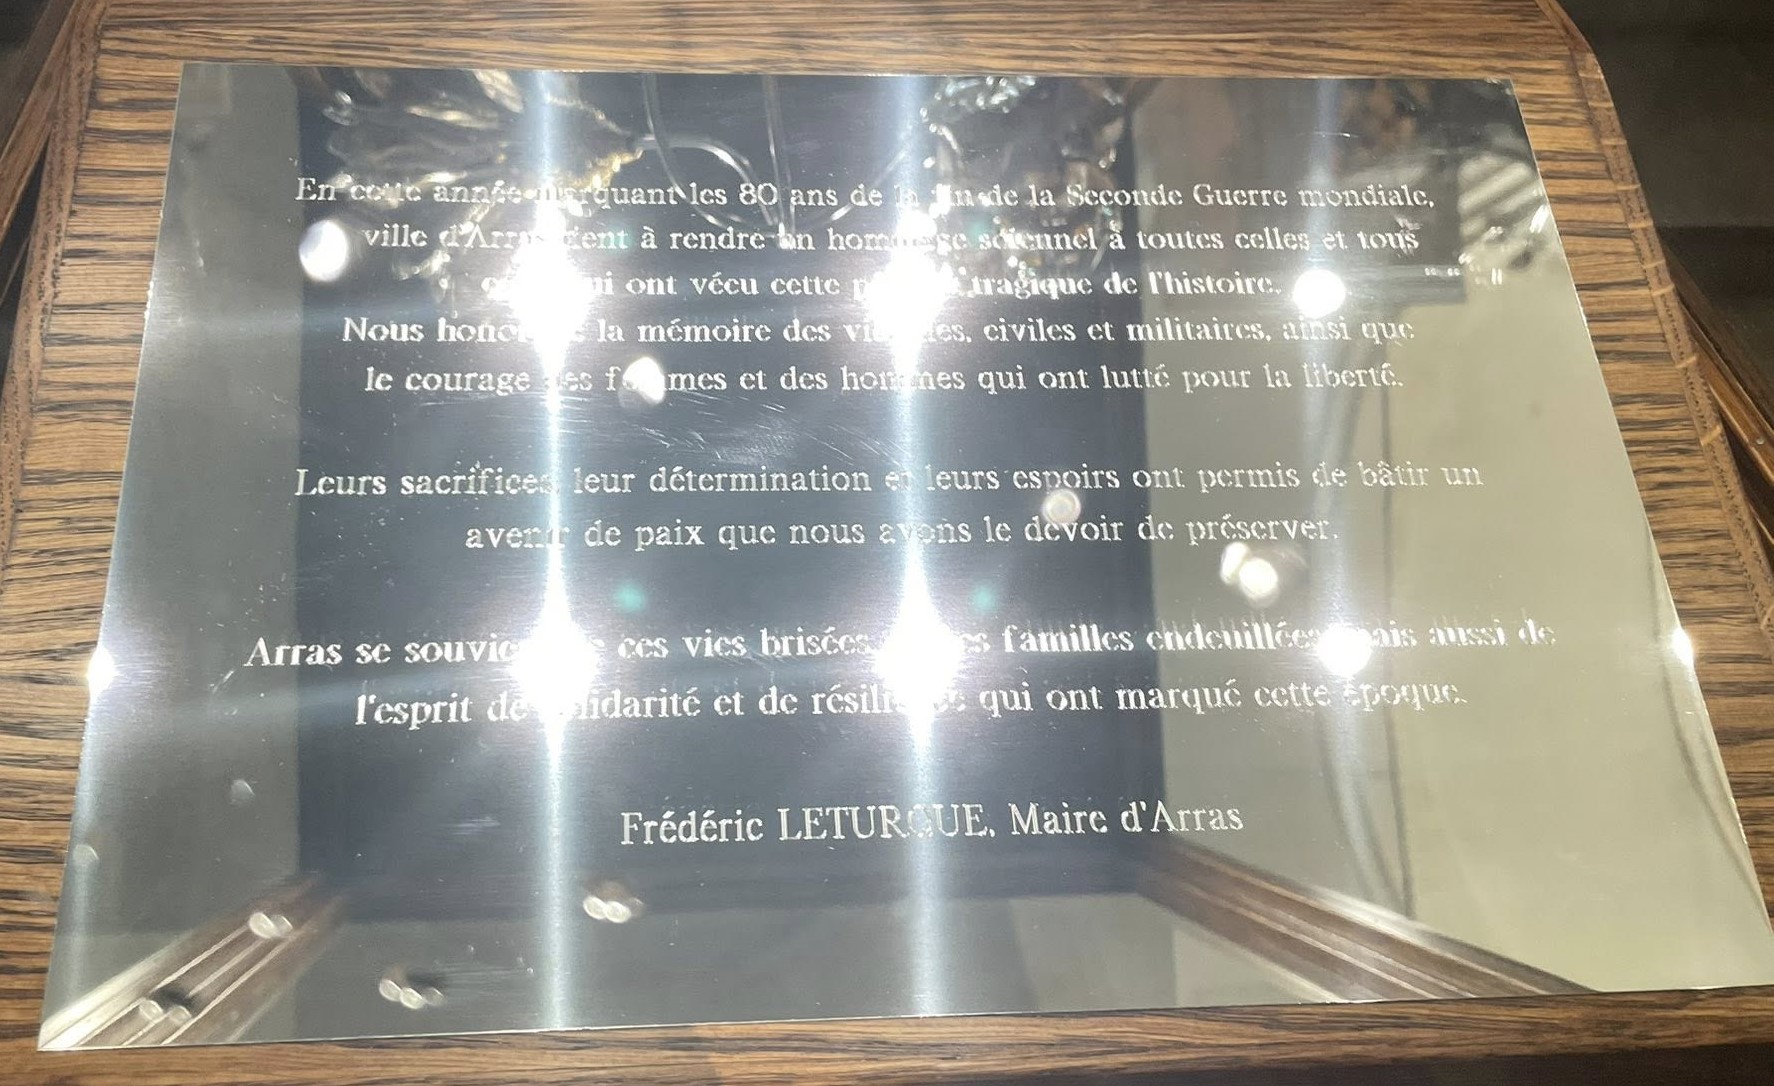 En cette année marquant les 80 ans de la fin de la Seconde Guerre mondiale,
ville d'Arras tient à rendre un hommage solennel à toutes celles et tous
qui ont vécu cette tragique de l'histoire.
Nous honorons la mémoire des victimes, civiles et militaires, ainsi que
le courage des femmes et des hommes qui ont lutté pour la liberté.
Leurs sacrifices, leur détermination et leurs espoirs ont permis de bâtir un
avenir de paix que nous avons le devoir de préserver.
Arras se souvient ces vies brisées, familles endeuillées mais aussi de
l'esprit de solidarité et de résilience qui ont marqué cette époque.
Frédéric LETURQUE, Maire d'Arras